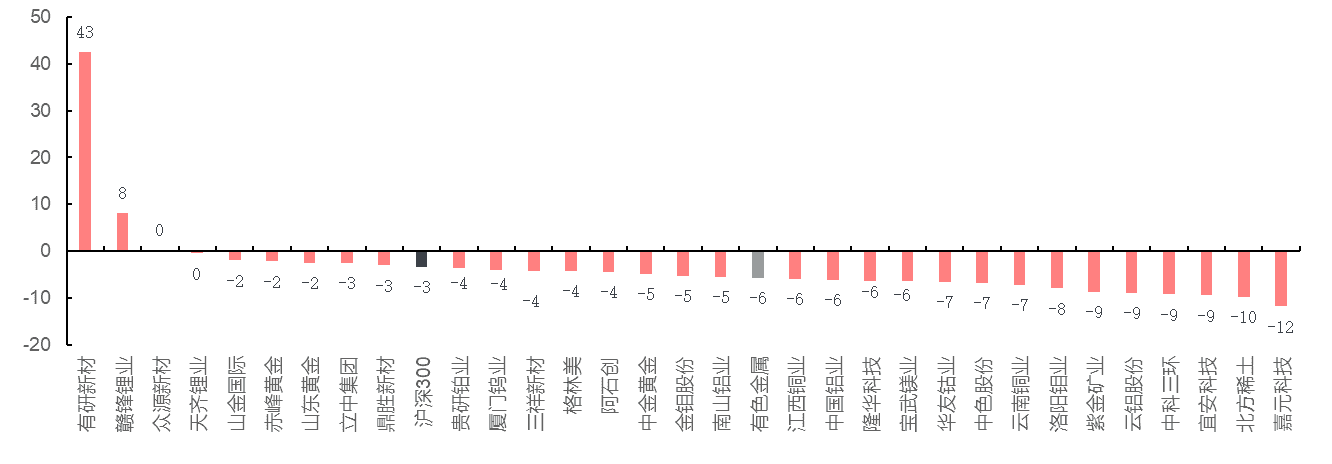 50
40
30
20
10
0
-10
-20
43
8
0
0
-2
-2
-2
-3
-3
-3
-4
-4
-4
-4
-4
-5
-5
-5
-6
-6
-6
-6
-6
-7
-7
-7
-8
-9
-9
-9
-9
-10
-12
有研新材
赣锋锂业
众源新材
天齐锂业
山金国际
赤峰黄金
山东黄金
立中集团
鼎胜新材
沪深300
贵研铂业
厦门钨业
三祥新材
格林美
阿石创
中金黄金
金钼股份
南山铝业
有色金属
江西铜业
中国铝业
隆华科技
宝武镁业
华友钴业
中色股份
云南铜业
洛阳钼业
紫金矿业
云铝股份
中科三环
宜安科技
北方稀土
嘉元科技